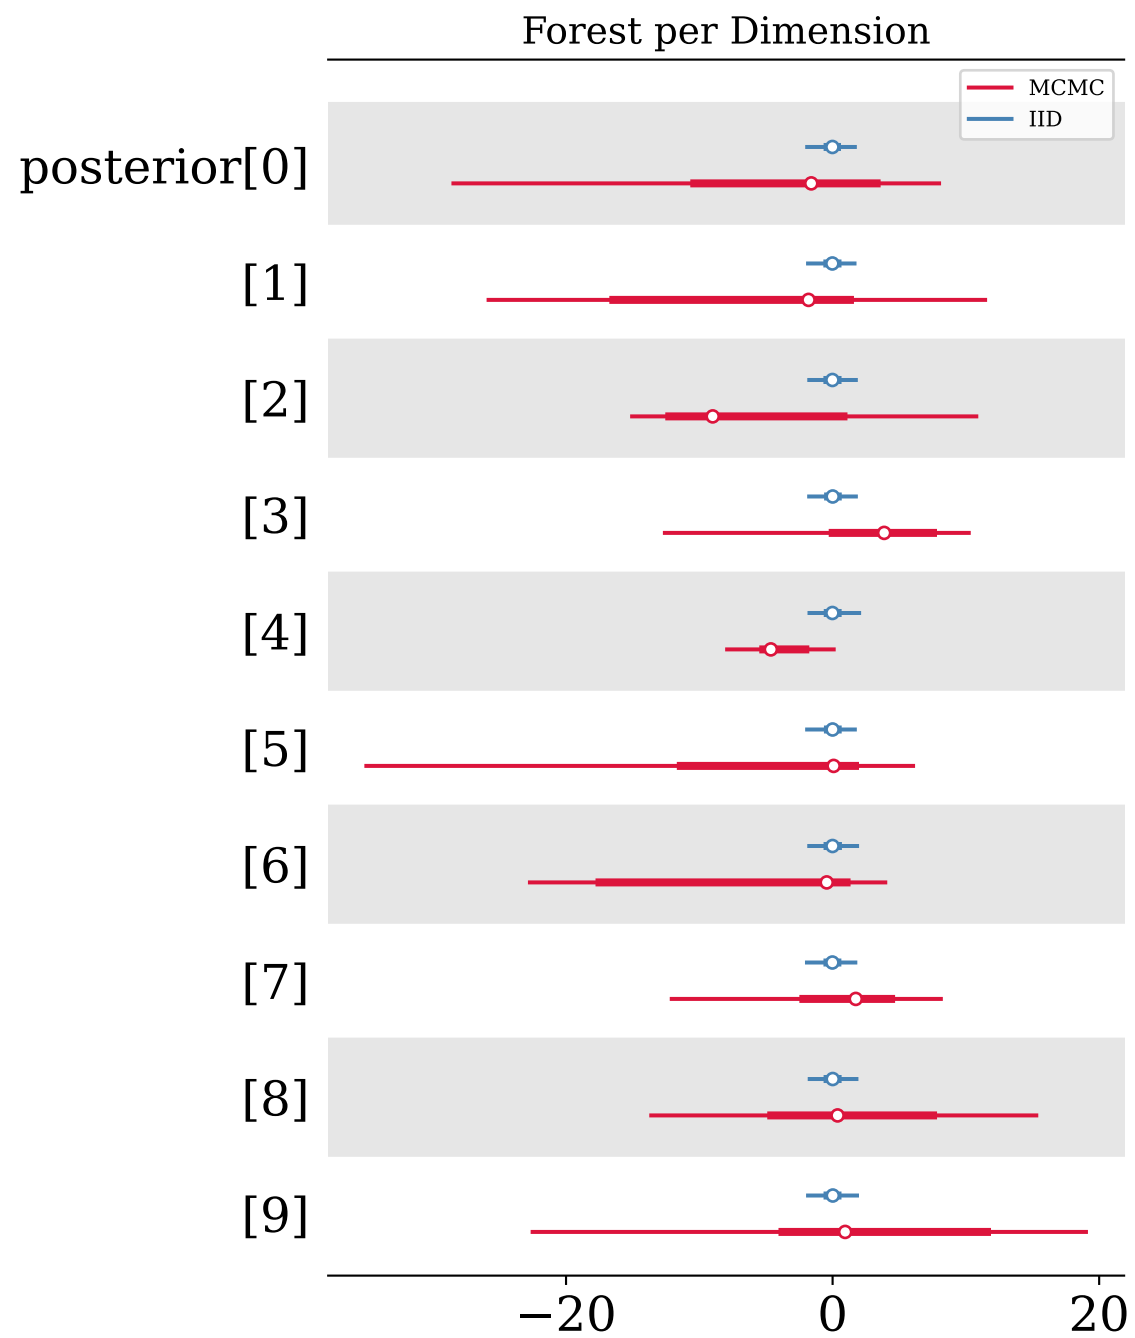 Forest per Dimension
MCMC
IID
posterior[0]
[1]
[2]
[3]
[4]
[5]
[6]
[7]
[8]
[9]
−20 0 20